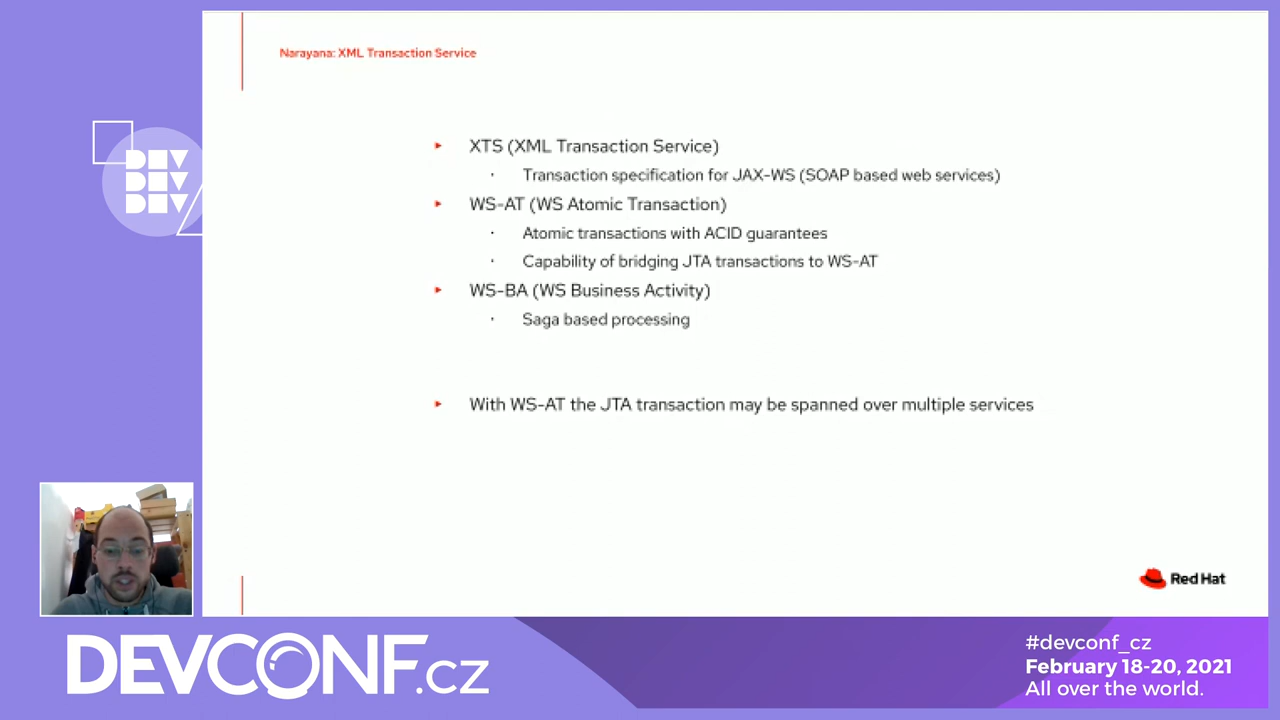 Narayana: XML Transaction Service
XTS (XML Transaction Service)
Transaction specification for JAX-WS (SOAP based web services)
WS-AT (WS Atomic Transaction)
Atomic transactions with ACID guarantees
Capability of bridging JTA transactions to WS-AT
WS-BA (WS Business Activity)
Saga based processing
With WS-AT the JTA transaction may be spanned over multiple services
DEV
DEV
DEV
Red Hat
DEVCONF.cz
#devconf_cz
February 18-20, 2021
All over the world.